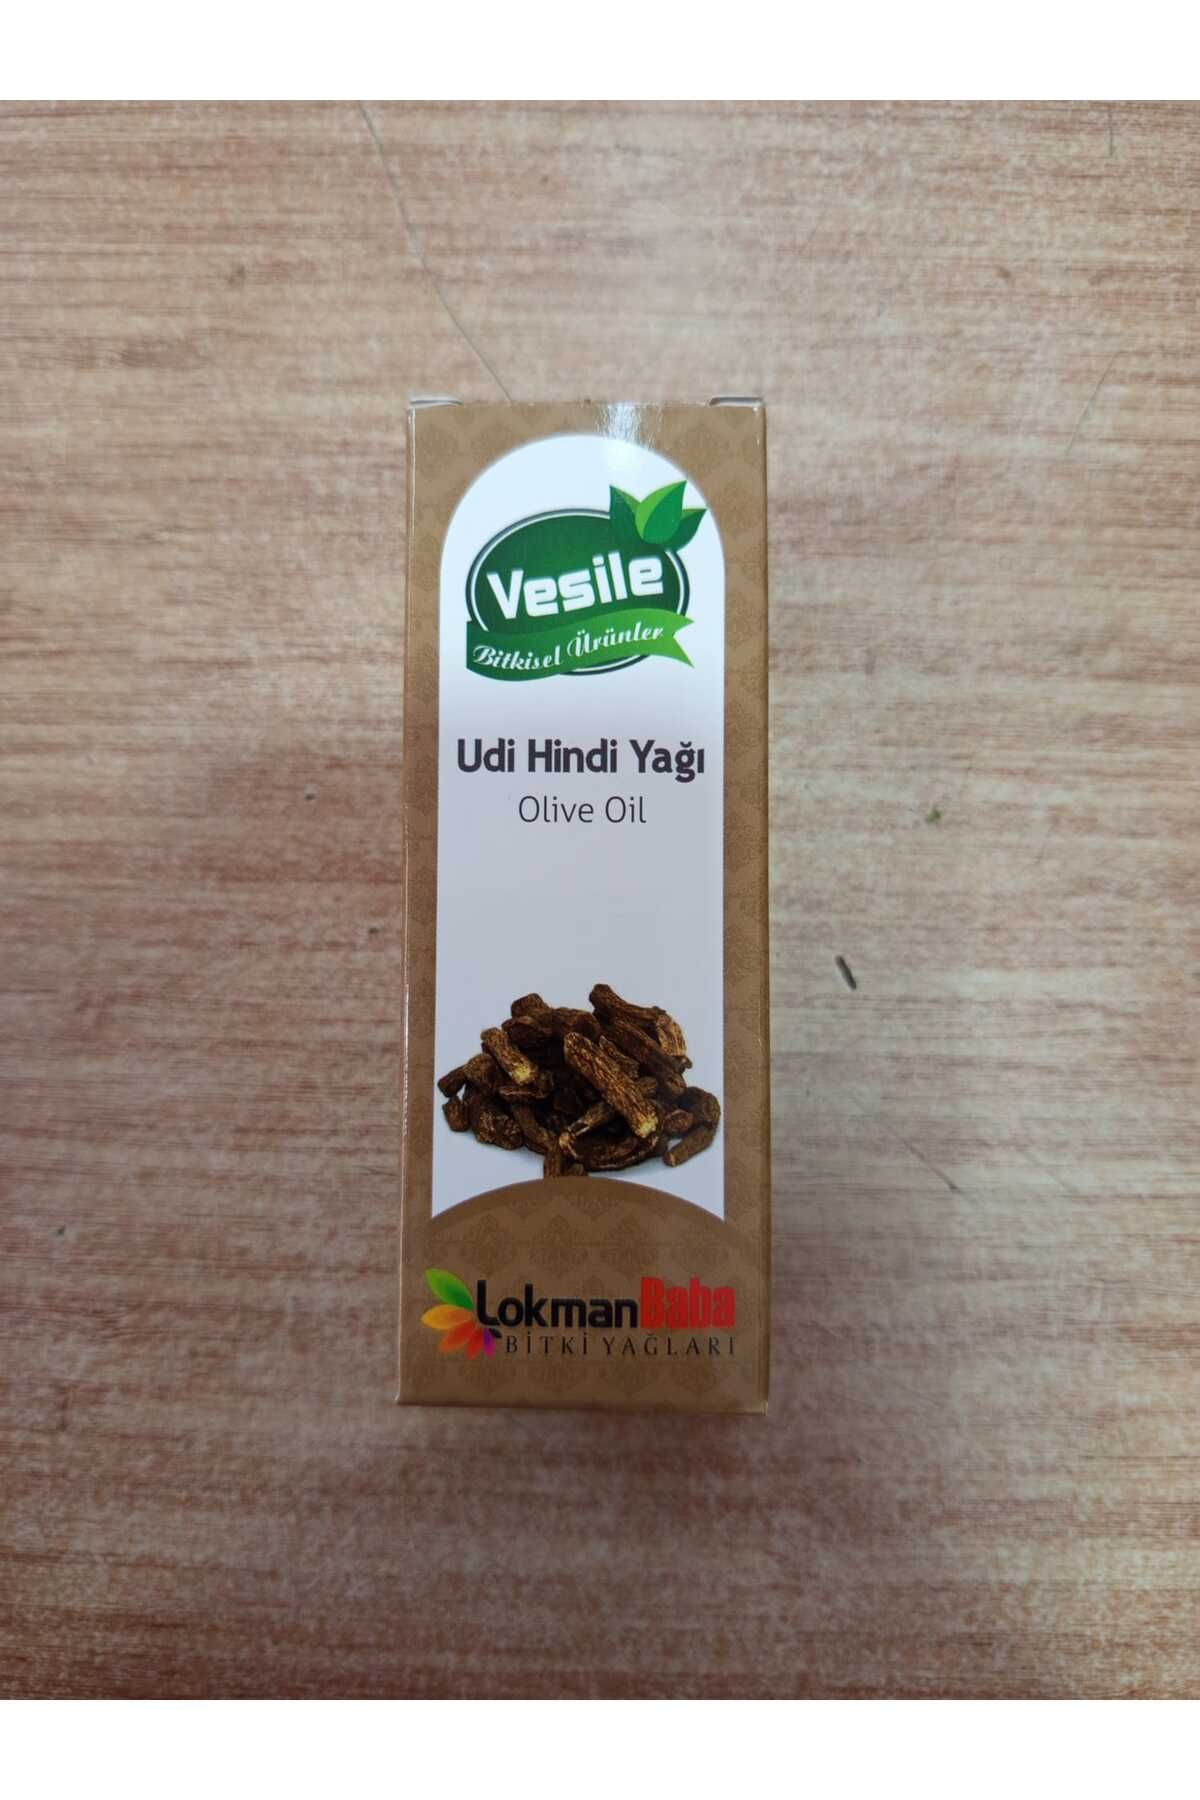 Vesile
Bitkisel Ürünler
Udi Hindi Yağı
Olive Oil
LokmanBaba
BİTKİ YAĞLARI